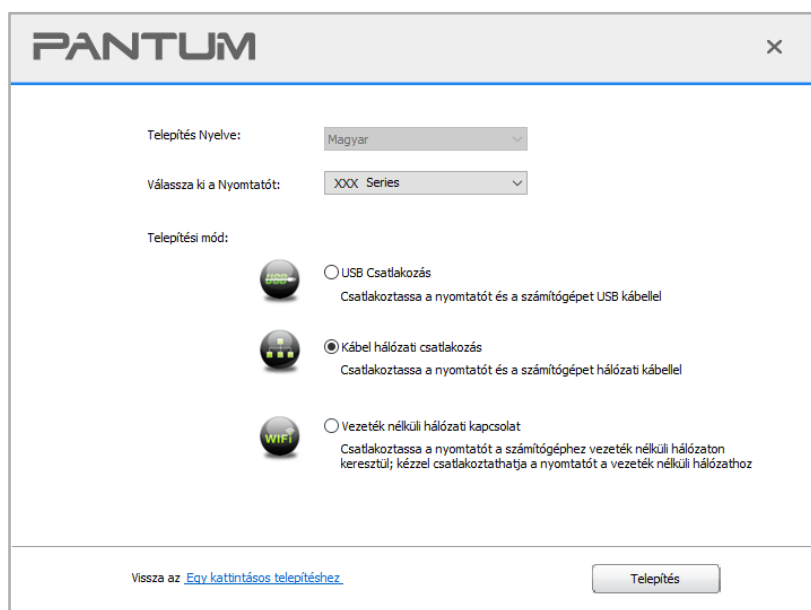 PANTUM
Telepítés Nyelve:
Magyar
Válassza ki a Nyomtatót:
XXX Series
Telepítési mód:
USB
USB Csatlakozás
Csatlakoztassa a nyomtatót és a számítógépet USB kábellel
Kábel hálózati csatlakozás
Csatlakoztassa a nyomtatót és a számítógépet hálózati kábellel
WiFi
Vezeték nélküli hálózati kapcsolat
Csatlakoztassa a nyomtatót a számítógéphez vezeték nélküli hálózaton
keresztül; kézzel csatlakoztathatja a nyomtatót a vezeték nélküli hálózathoz
Vissza az Egy kattintásos telepítéshez
Telepítés